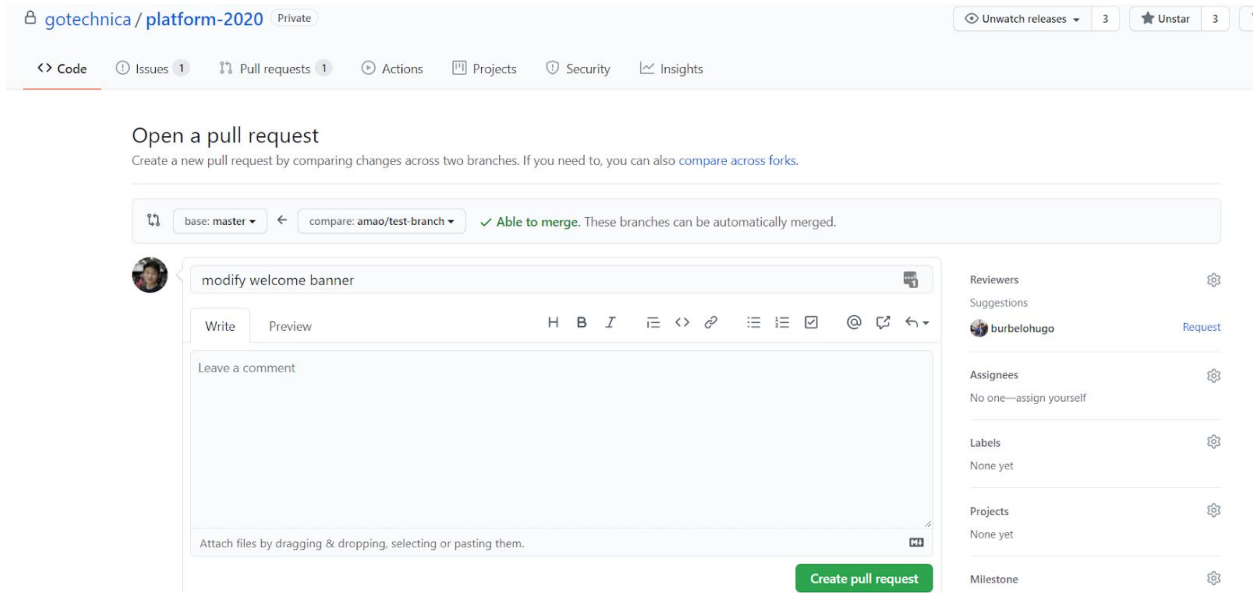 gotechnica / platform-2020 Private
Unwatch releases 3 Unstar 3
<> Code Issues 1 Pull requests 1 Actions Projects Security Insights
Open a pull request
Create a new pull request by comparing changes across two branches. If you need to, you can also compare across forks.
base: master ← compare: amao/test-branch ✓ Able to merge. These branches can be automatically merged.
modify welcome banner
Write Preview
Leave a comment
Attach files by dragging & dropping, selecting or pasting them.
Create pull request
Reviewers
Suggestions
burbelohugo Request
Assignees
No one—assign yourself
Labels
None yet
Projects
None yet
Milestone